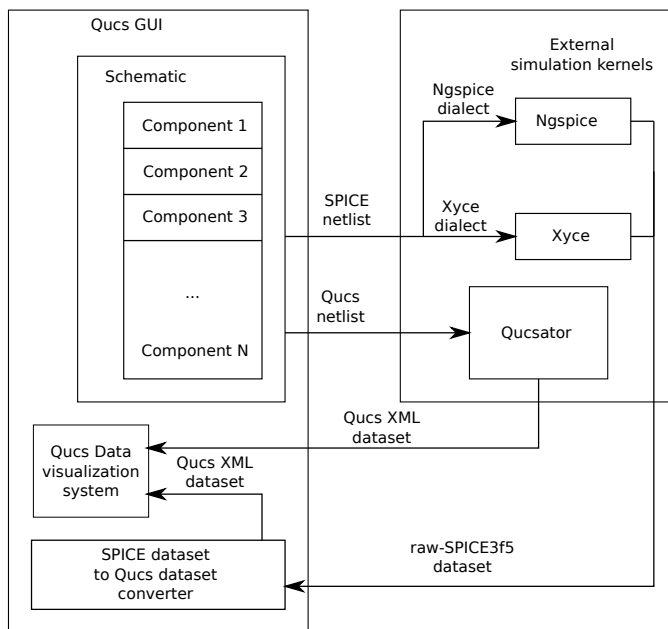 Qucs GUI
Schematic
Component 1
Component 2
Component 3
...
Component N
SPICE
netlist
Qucs
netlist
External
simulation kernels
Ngspice
dialect
Ngspice
Xyce
dialect
Xyce
Qucsator
Qucs XML
dataset
Qucs Data
visualization
system
Qucs XML
dataset
SPICE dataset
to Qucs dataset
converter
raw-SPICE3f5
dataset